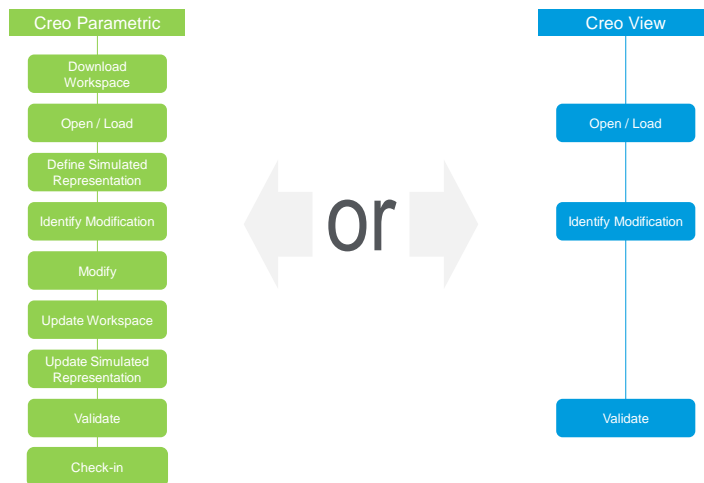 Creo Parametric
Download
Workspace
Open / Load
Define Simulated
Representation
Identify Modification
Modify
Update Workspace
Update Simulated
Representation
Validate
Check-in
or
Creo View
Open / Load
Identify Modification
Validate